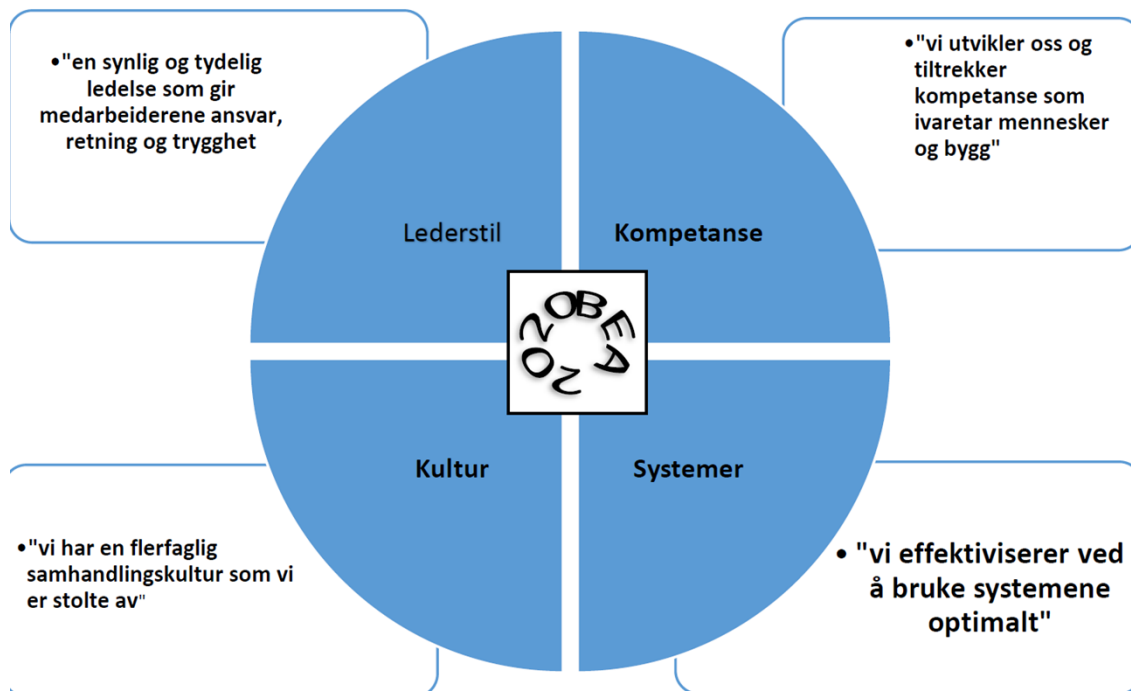 •"en synlig og tydelig
ledelse som gir
medarbeiderene ansvar,
retning og trygghet
•"vi utvikler oss og
tiltrekker
kompetanse som
ivaretar mennesker
og bygg"
Lederstil
Kompetanse
BEA 2020
Kultur
Systemer
•"vi har en flerfaglig
samhandlingskultur som vi
er stolte av"
• "vi effektiviserer ved
å bruke systemene
optimalt"